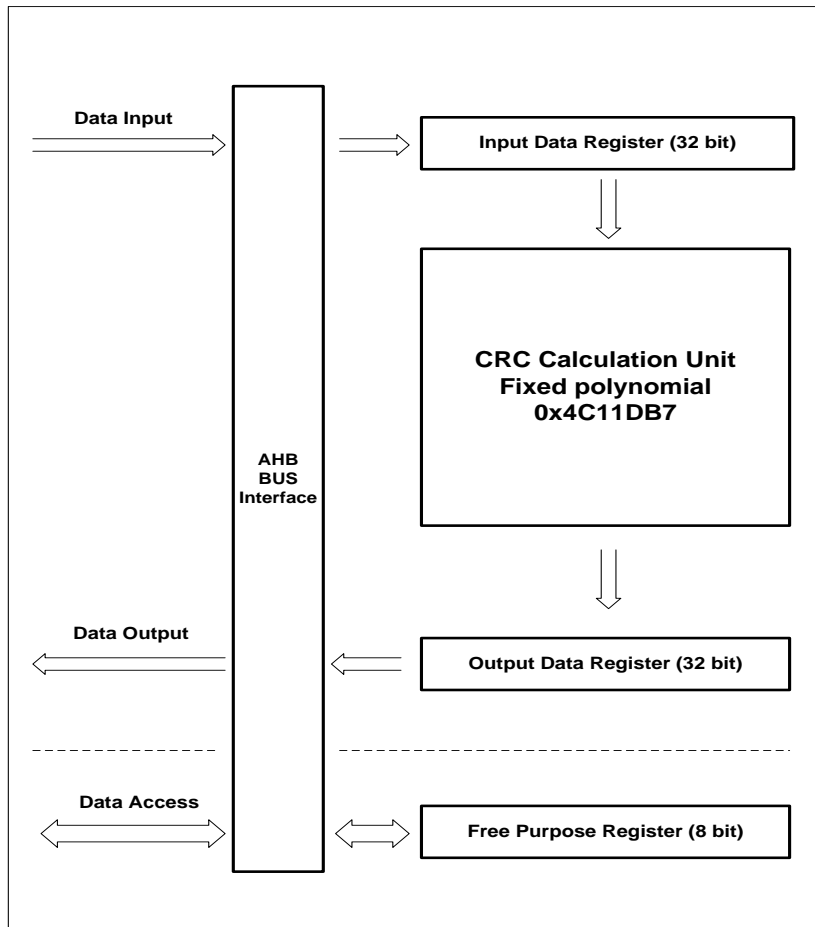 Data Input
Input Data Register (32 bit)
CRC Calculation Unit
Fixed polynomial
0x4C11DB7
AHB
BUS
Interface
Data Output
Output Data Register (32 bit)
Data Access
Free Purpose Register (8 bit)